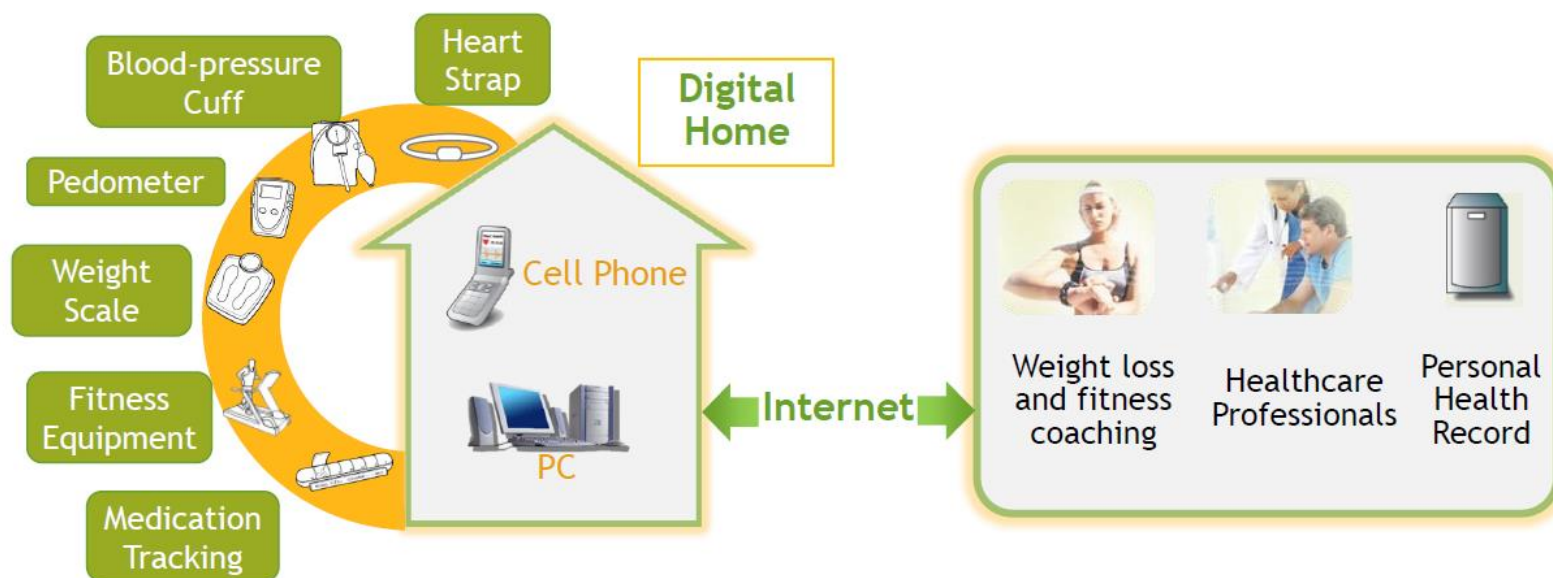 Heart
Strap
Blood-pressure
Cuff
Digital
Home
Pedometer
Weight
Scale
Fitness
Equipment
Medication
Tracking
Cell Phone
PC
Internet
Weight loss
and fitness
coaching
Healthcare
Professionals
Personal
Health
Record